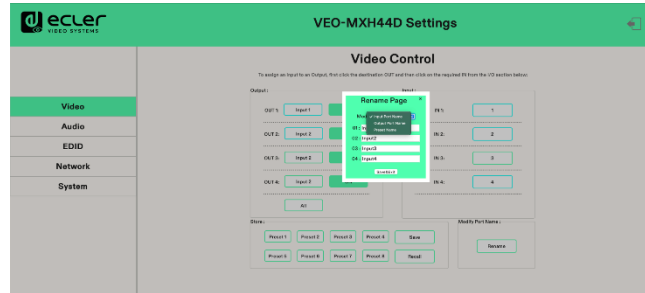 ecler
VIDEO SYSTEMS
VEO-MXH44D Settings
Video Control
To assign an Input to an Output, first click the destination OUT and then click on the required IN from the I/O section below:
Video
Audio
EDID
Network
System
Output:
OUT 1: Input 1
OUT 2: Input 2
OUT 3: Input 2
OUT 4: Input 2
All
Rename Page ×
✓ Input Port Name
Output Port Name
Preset Name
01:
02: Input2
03: Input3
04: Input4
IN 1: 1
IN 2: 2
IN 3: 3
IN 4: 4
Store:
Preset 1 Preset 2 Preset 3 Preset 4 Save
Preset 5 Preset 6 Preset 7 Preset 8 Recall
Modify Port Name:
Rename